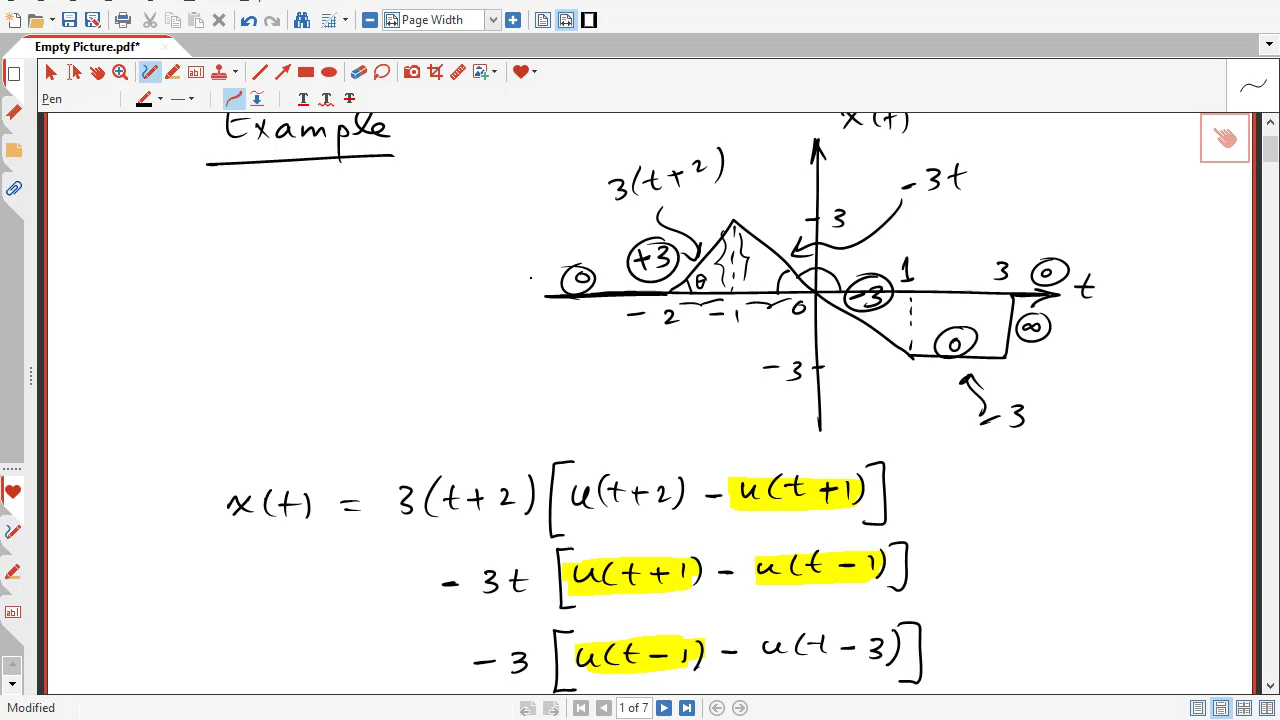 Page Width
Empty Picture.pdf*
Pen
Example
x(t)
3(t+2)
- 3t
3
+3
0
θ
1
3
0
t
-3
- 2
- 1
0
∞
0
- 3
- 3
x(t) = 3(t+2)[u(t+2) - u(t+1)]
- 3t [u(t+1) - u(t-1)]
- 3 [u(t-1) - u(t-3)]
Modified
1 of 7